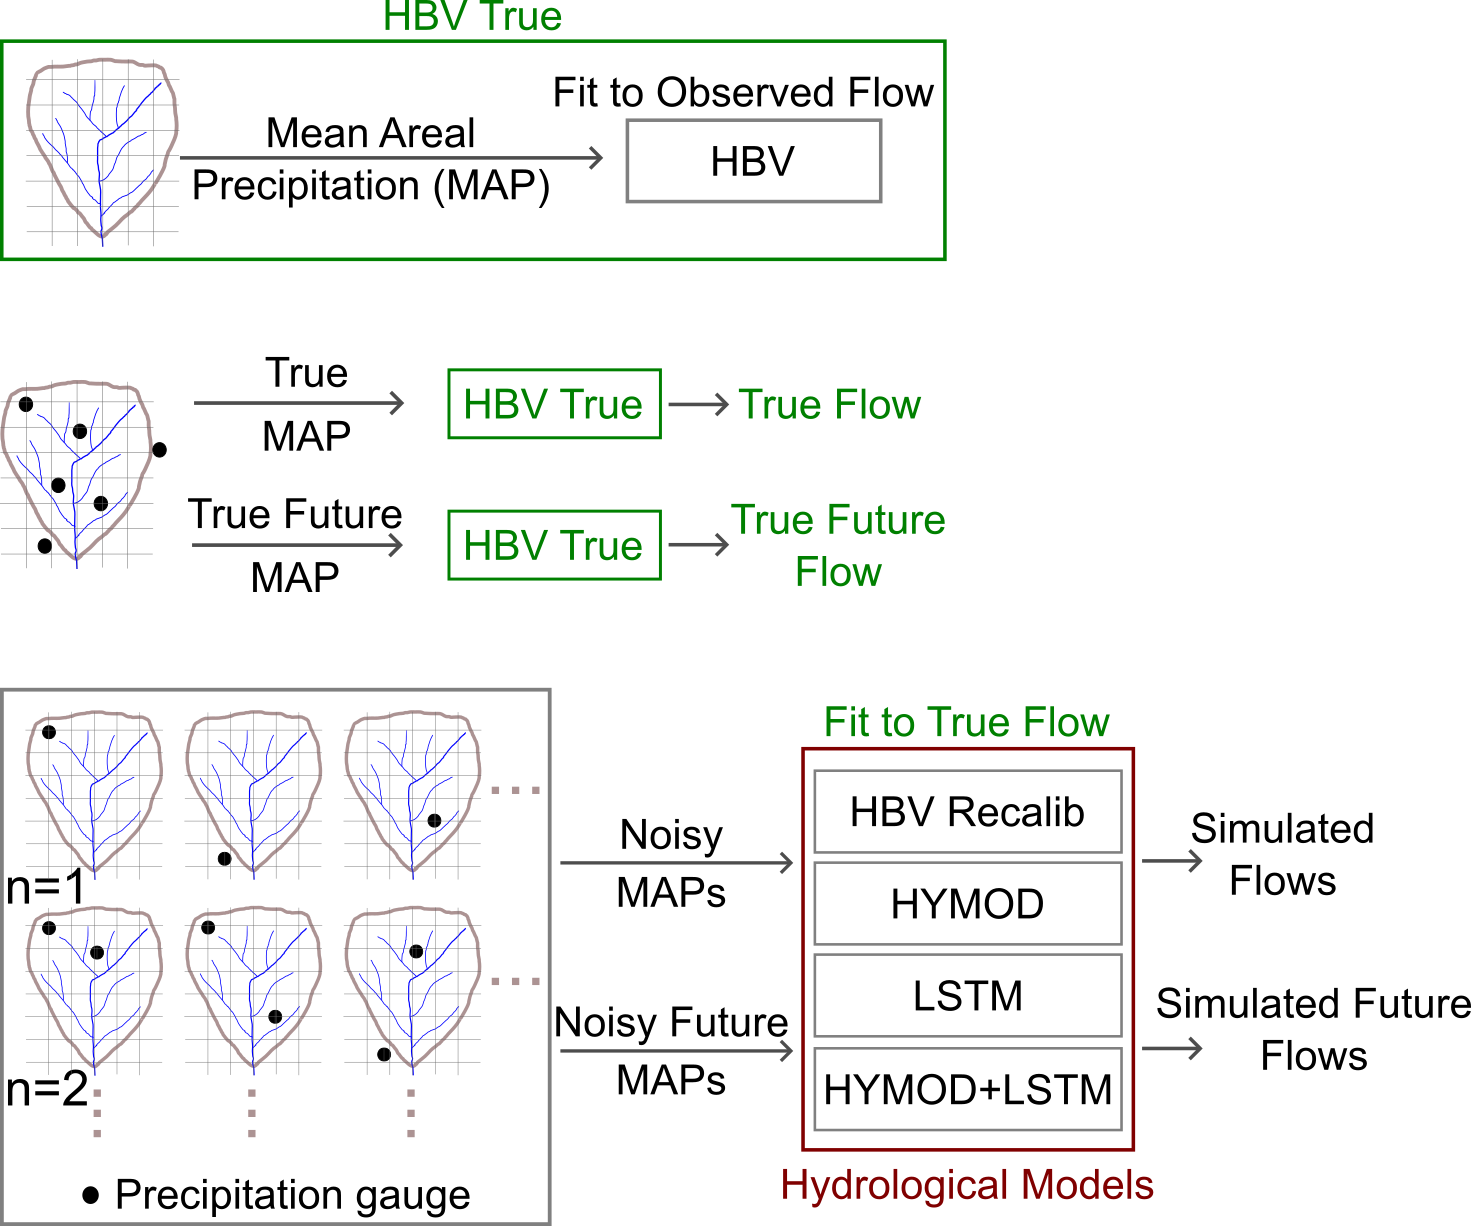 HBV True
Fit to Observed Flow
Mean Areal
Precipitation (MAP)
HBV
True
MAP
HBV True
True Flow
True Future
MAP
HBV True
True Future
Flow
n=1
n=2
Precipitation gauge
Noisy
MAPs
Noisy Future
MAPs
Fit to True Flow
HBV Recalib
HYMOD
LSTM
HYMOD+LSTM
Hydrological Models
Simulated
Flows
Simulated Future
Flows